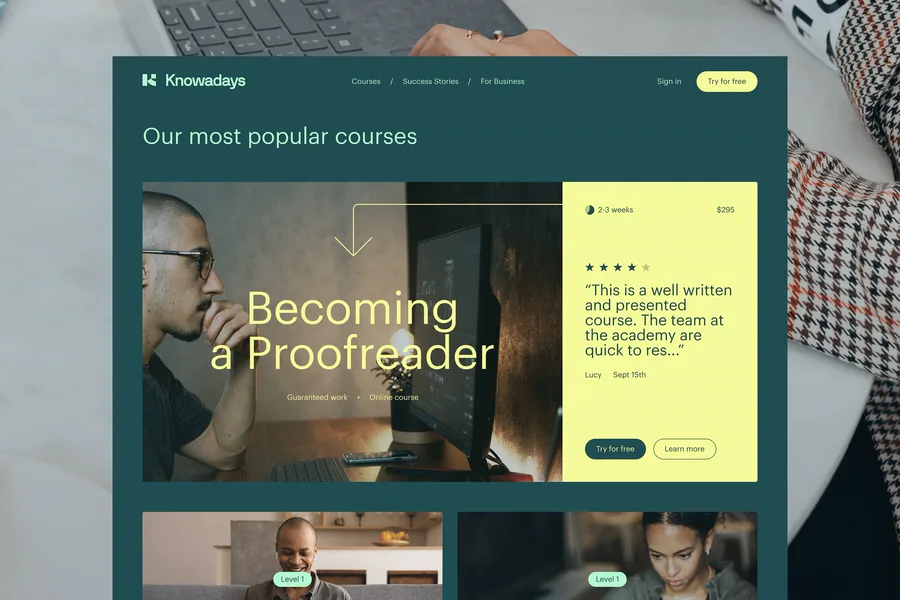 Knowadays
Courses / Success Stories / For Business
Sign in
Try for free
Our most popular courses
Becoming
a Proofreader
Guaranteed work • Online course
2-3 weeks
$295
“This is a well written
and presented
course. The team at
the academy are
quick to res...”
Lucy Sept 15th
Try for free
Learn more
Level 1
Level 1